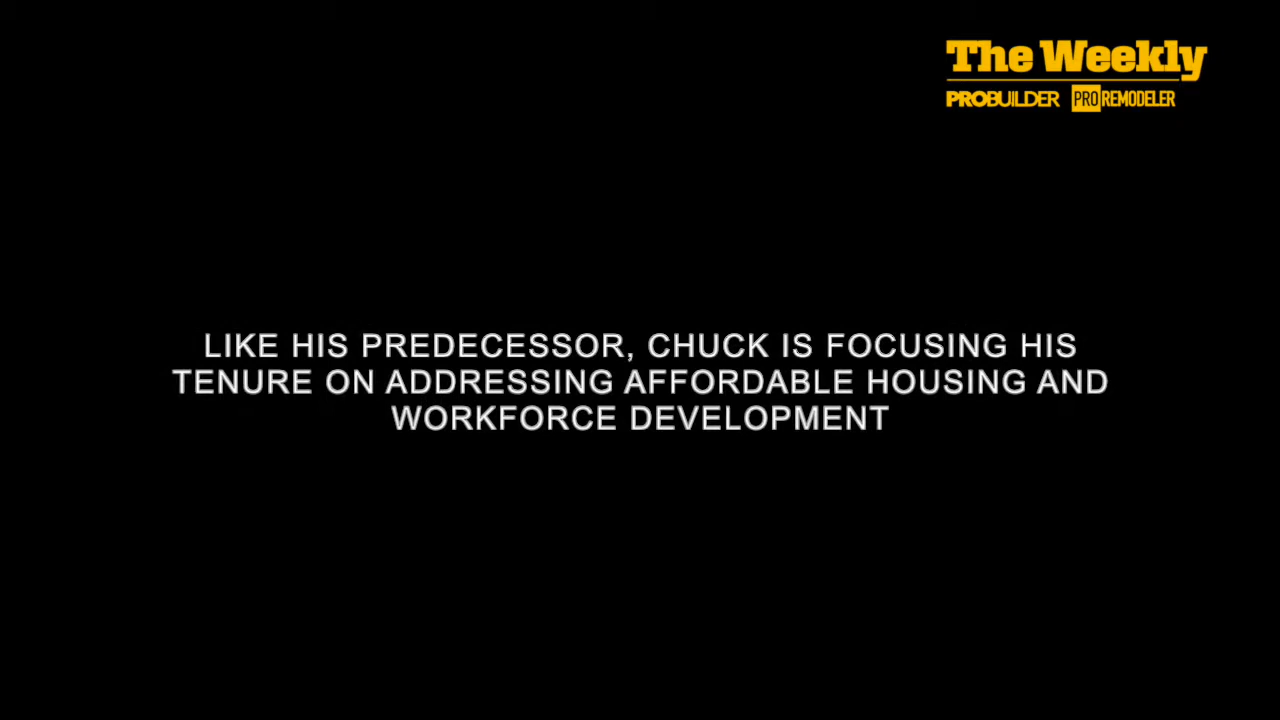 The Weekly
PROBUILDER PRO REMODELER
LIKE HIS PREDECESSOR, CHUCK IS FOCUSING HIS
TENURE ON ADDRESSING AFFORDABLE HOUSING AND
WORKFORCE DEVELOPMENT